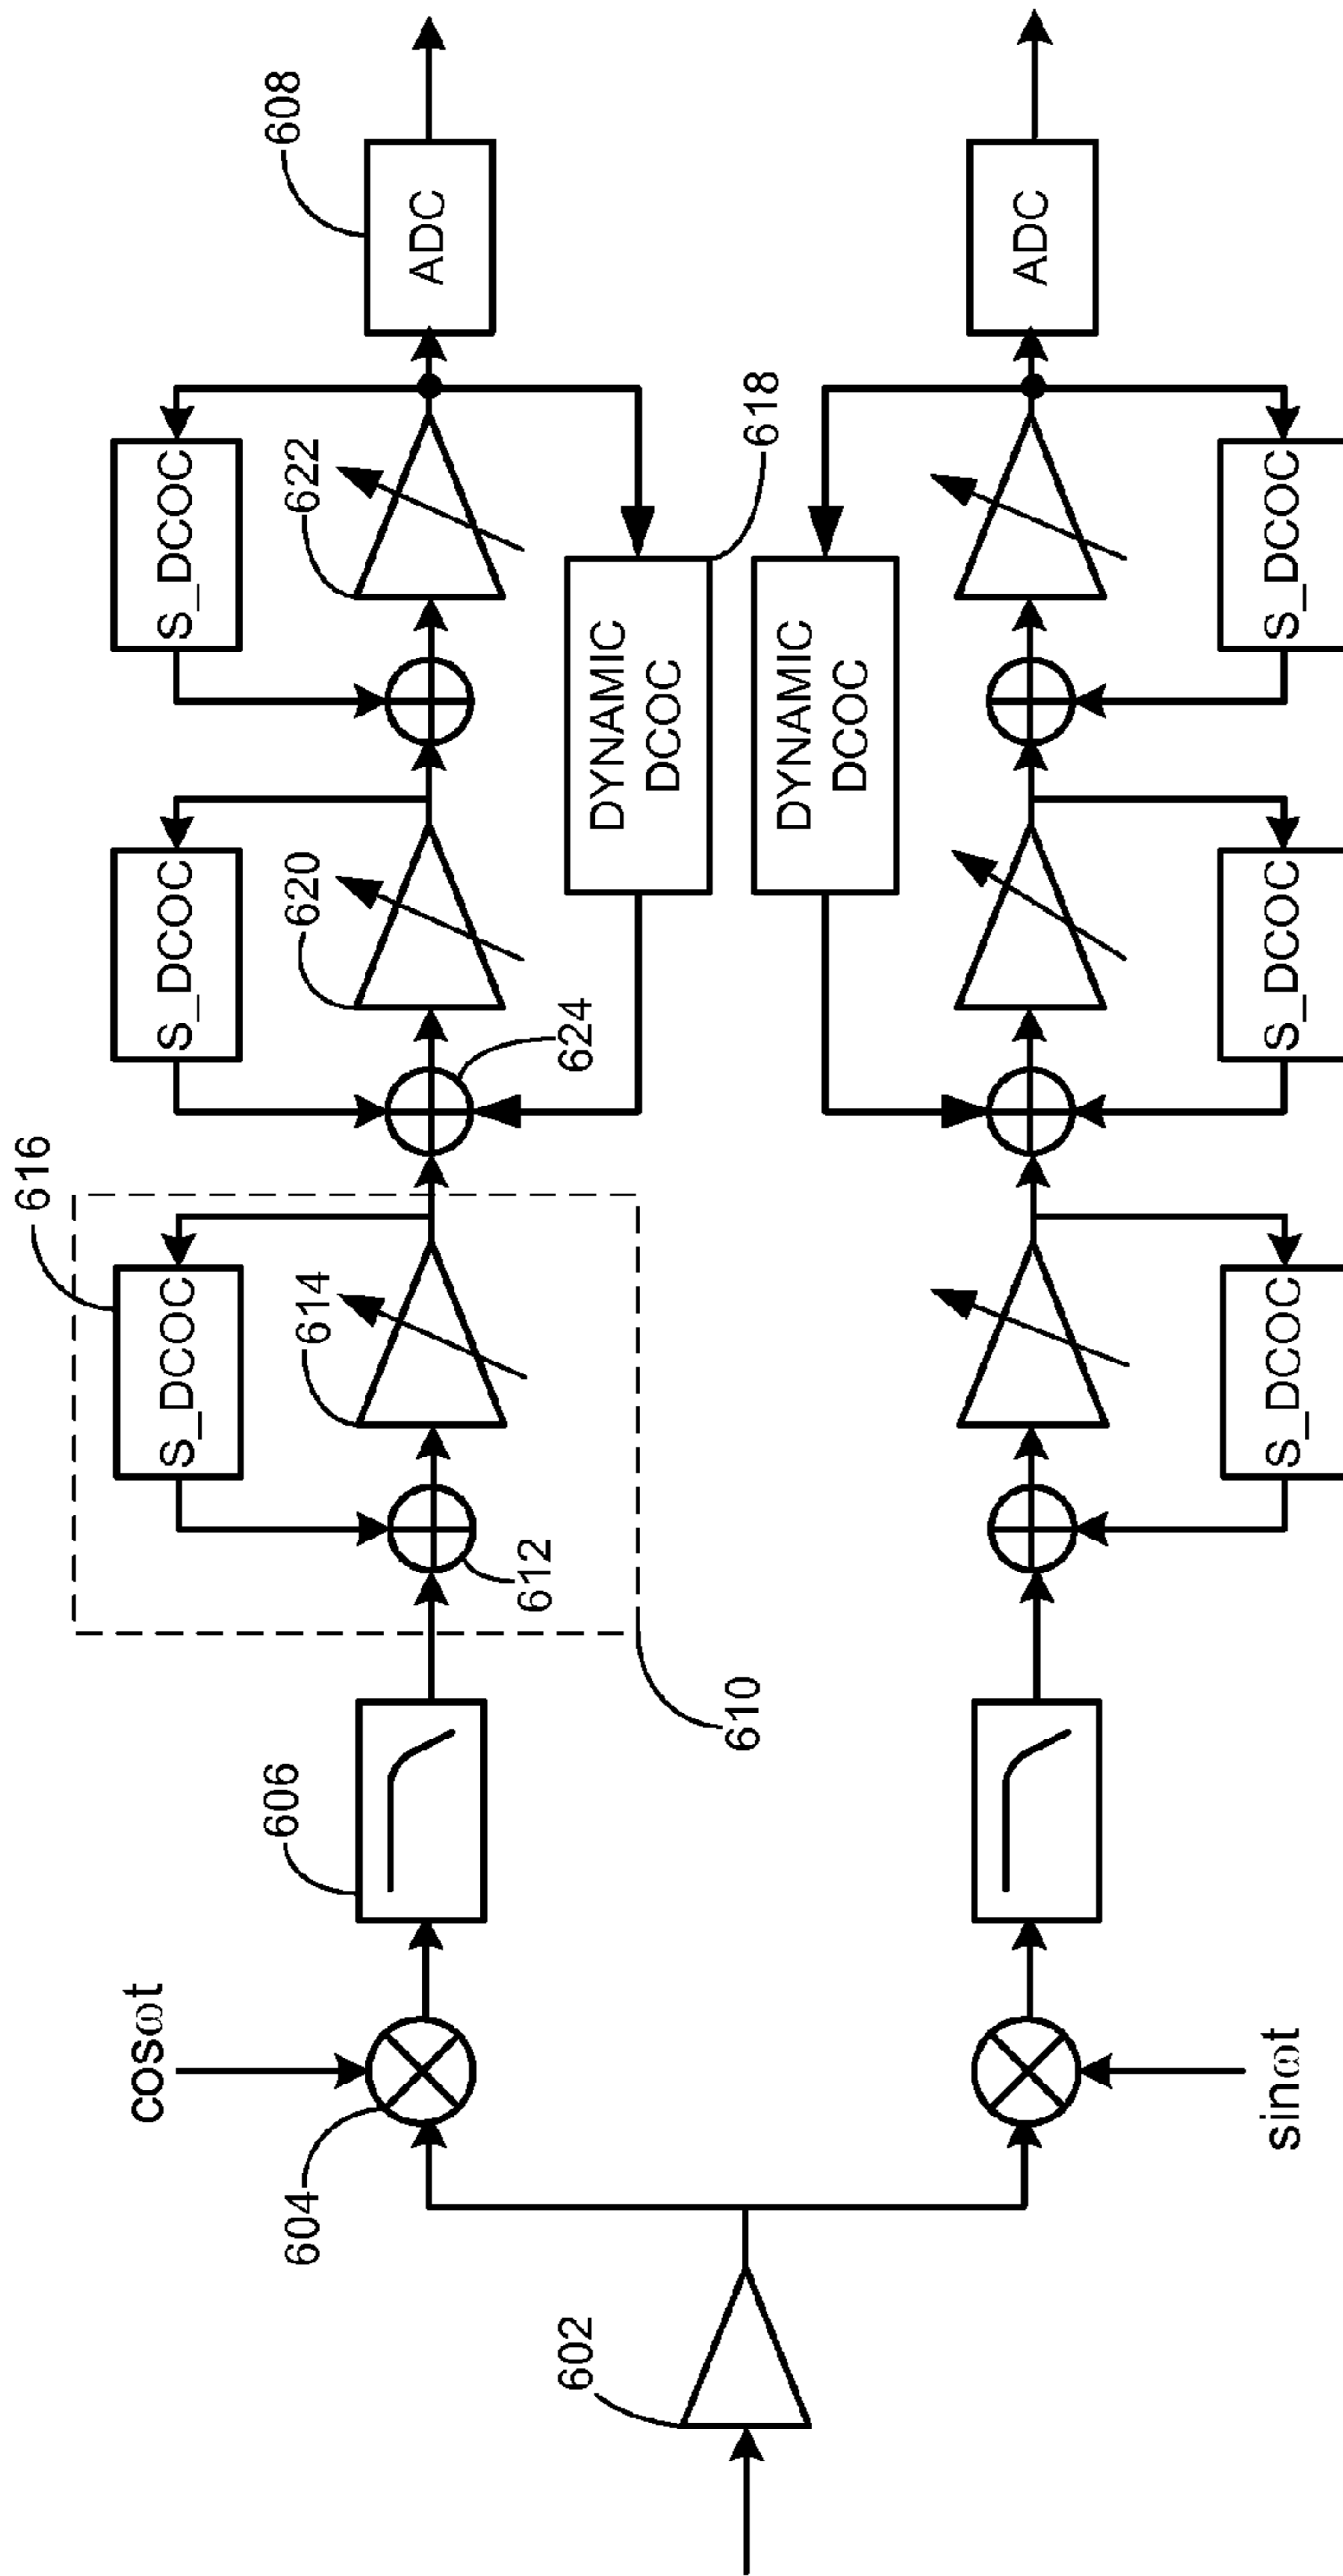 616
S_DCOC
S_DCOC
S_DCOC
608
cosωt
606
614
620
622
ADC
604
612
624
610
DYNAMIC
DCOC
618
602
DYNAMIC
DCOC
ADC
sinωt
S_DCOC
S_DCOC
S_DCOC